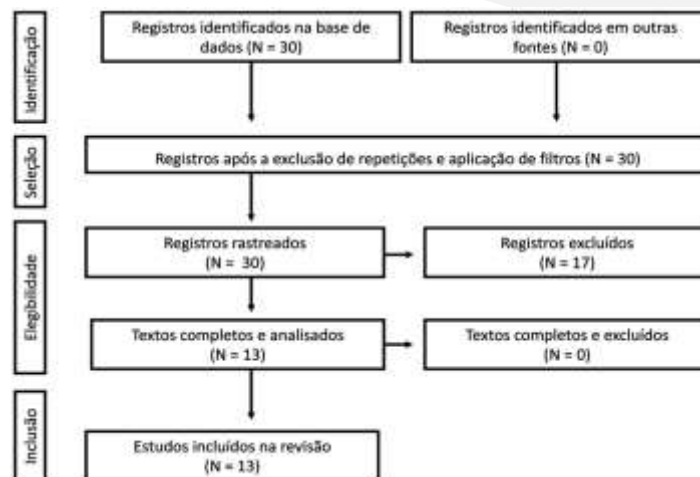 Identificação
Registros identificados na base de
dados (N = 30)
Registros identificados em outras
fontes (N = 0)
Seleção
Registros após a exclusão de repetições e aplicação de filtros (N = 30)
Elegibilidade
Registros rastreados
(N = 30)
Registros excluídos
(N = 17)
Textos completos e analisados
(N = 13)
Textos completos e excluídos
(N = 0)
Inclusão
Estudos incluídos na revisão
(N = 13)